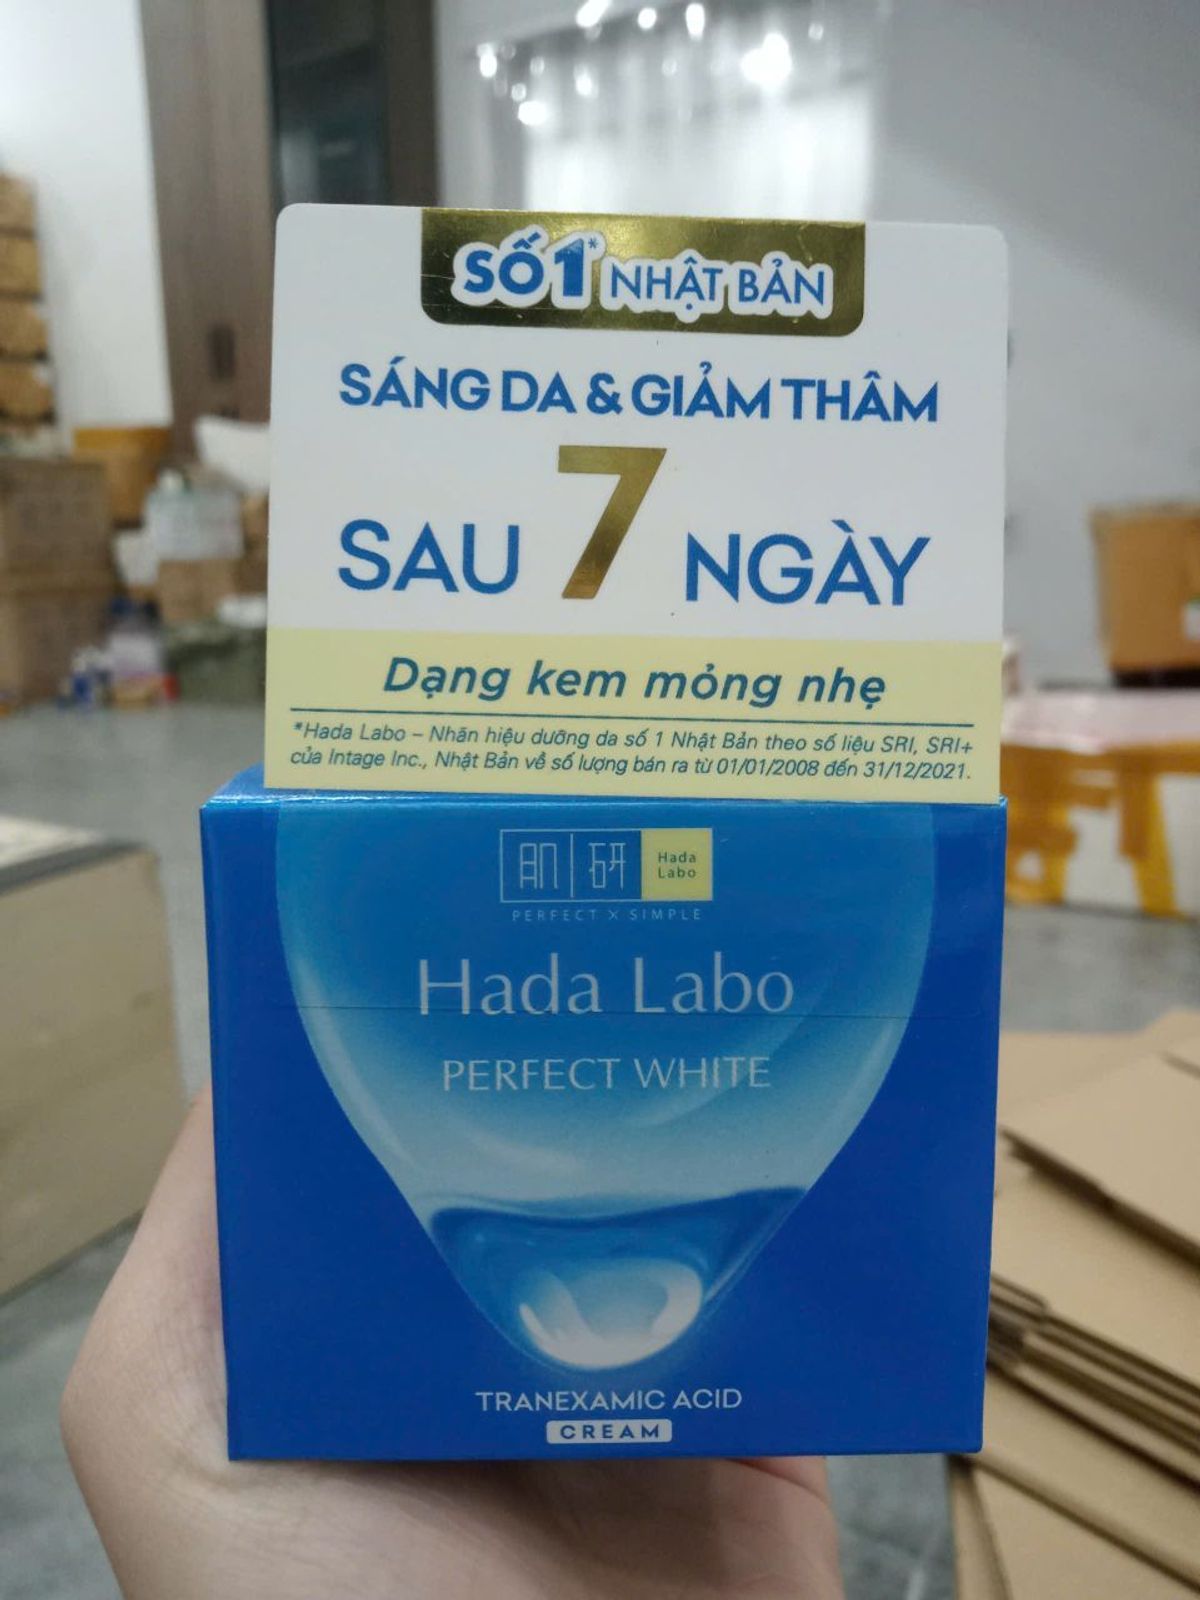 SỐ 1* NHẬT BẢN
SÁNG DA & GIẢM THÂM
SAU 7 NGÀY
Dạng kem mỏng nhẹ
*Hada Labo – Nhãn hiệu dưỡng da số 1 Nhật Bản theo số liệu SRI, SRI+
của Intage Inc., Nhật Bản về số lượng bán ra từ 01/01/2008 đến 31/12/2021.
肌研 Hada
Labo
PERFECT X SIMPLE
Hada Labo
PERFECT WHITE
TRANEXAMIC ACID
CREAM